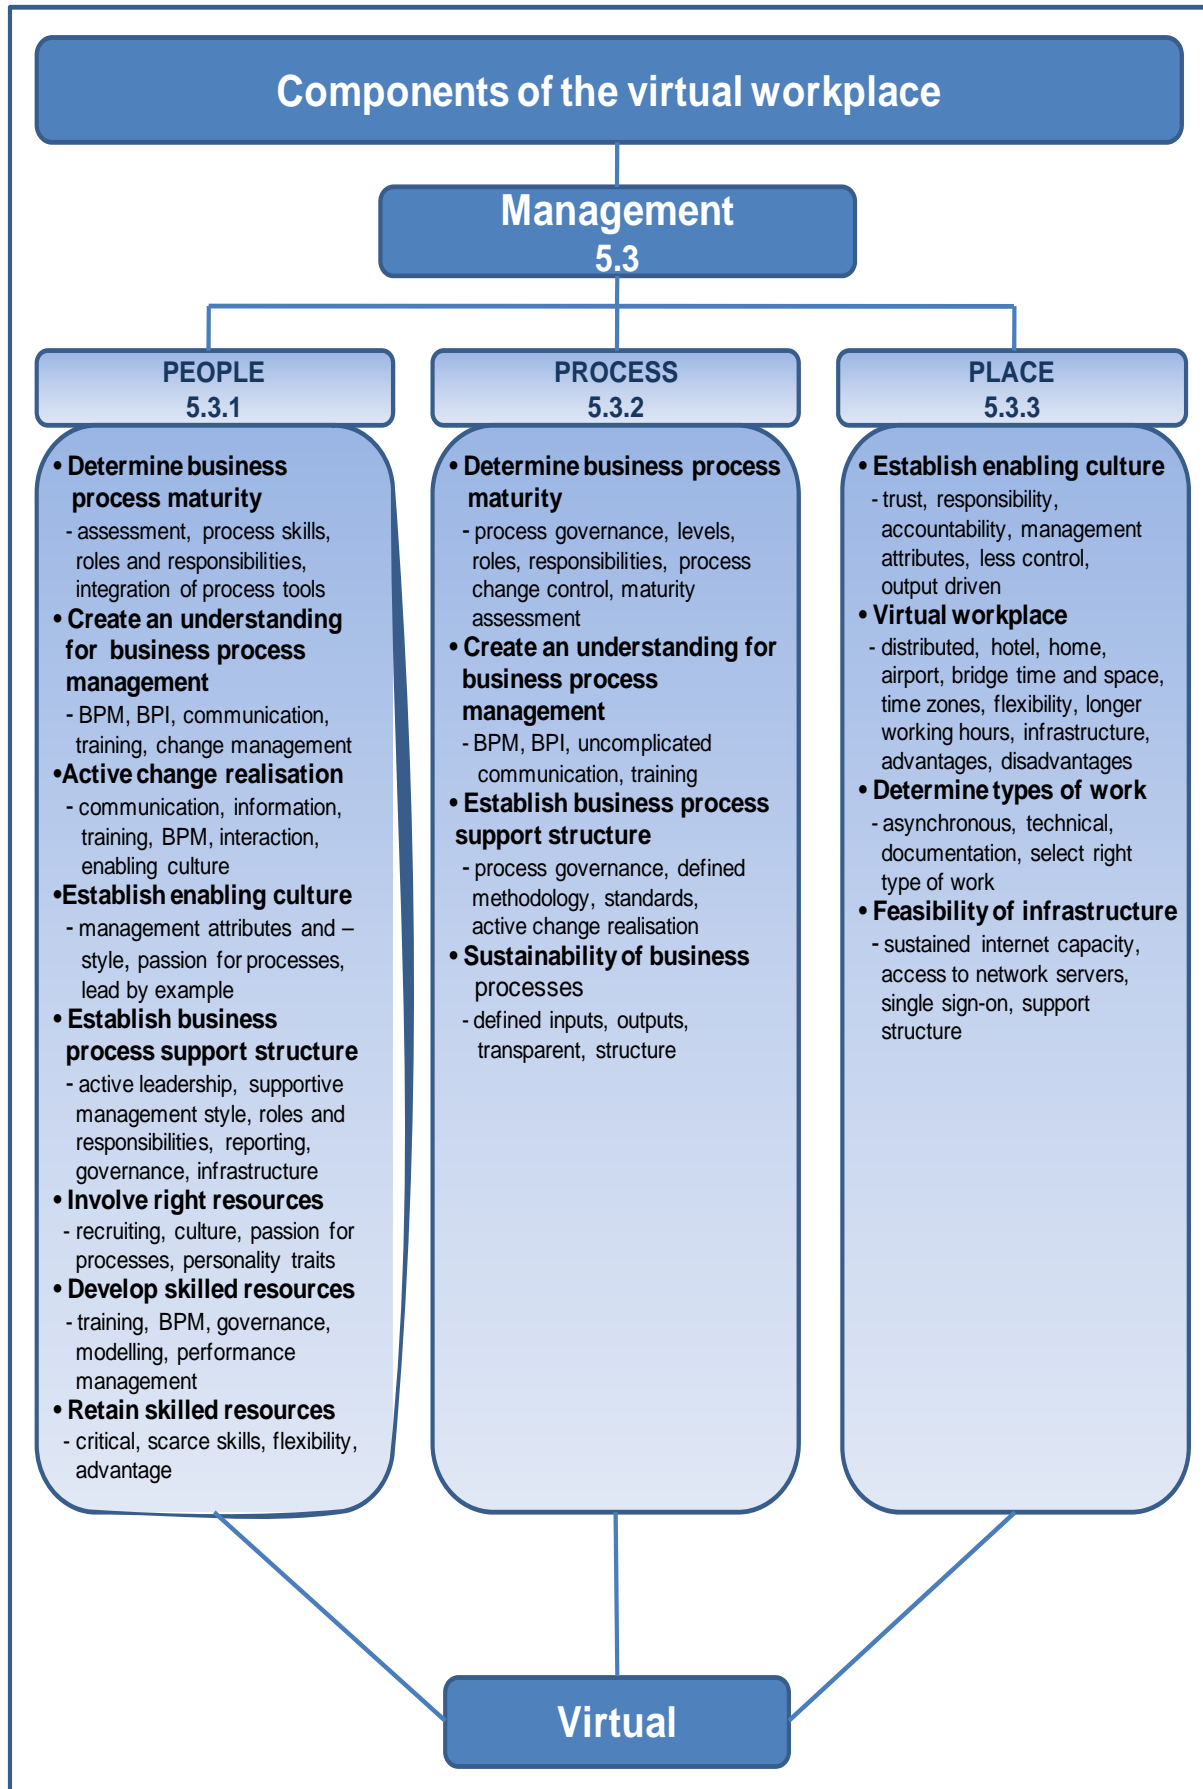 Components of the virtual workplace
Management
5.3
PEOPLE
5.3.1
• Determine business
process maturity
- assessment, process skills,
roles and responsibilities,
integration of process tools
• Create an understanding
for business process
management
- BPM, BPI, communication,
training, change management
•Active change realisation
- communication, information,
training, BPM, interaction,
enabling culture
•Establish enabling culture
- management attributes and –
style, passion for processes,
lead by example
• Establish business
process support structure
- active leadership, supportive
management style, roles and
responsibilities, reporting,
governance, infrastructure
• Involve right resources
- recruiting, culture, passion for
processes, personality traits
• Develop skilled resources
- training, BPM, governance,
modelling, performance
management
• Retain skilled resources
- critical, scarce skills, flexibility,
advantage
PROCESS
5.3.2
• Determine business process
maturity
- process governance, levels,
roles, responsibilities, process
change control, maturity
assessment
• Create an understanding for
business process
management
- BPM, BPI, uncomplicated
communication, training
• Establish business process
support structure
- process governance, defined
methodology, standards,
active change realisation
• Sustainability of business
processes
- defined inputs, outputs,
transparent, structure
PLACE
5.3.3
• Establish enabling culture
- trust, responsibility,
accountability, management
attributes, less control,
output driven
• Virtual workplace
- distributed, hotel, home,
airport, bridge time and space,
time zones, flexibility, longer
working hours, infrastructure,
advantages, disadvantages
• Determine types of work
- asynchronous, technical,
documentation, select right
type of work
• Feasibility of infrastructure
- sustained internet capacity,
access to network servers,
single sign-on, support
structure
Virtual